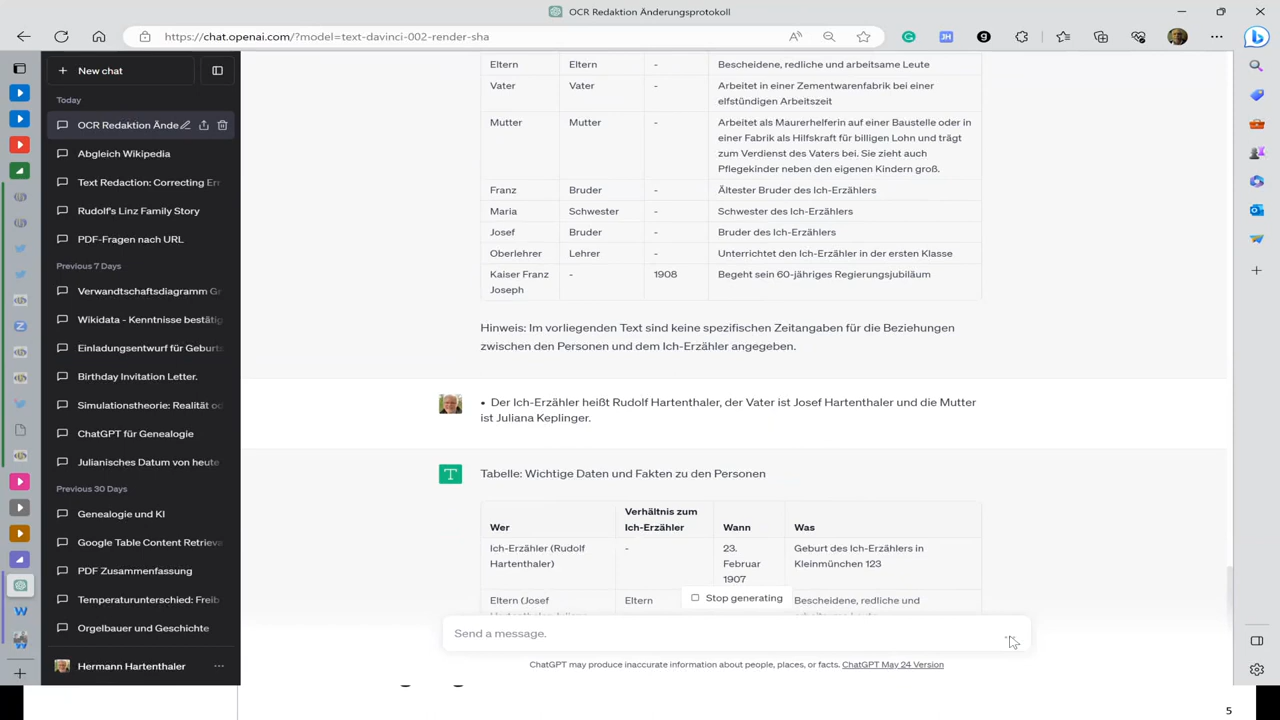 OCR Redaktion Änderungsprotokoll
https://chat.openai.com/?model=text-davinci-002-render-sha
New chat
Today
OCR Redaktion Ände
Abgleich Wikipedia
Text Redaction: Correcting Err
Rudolf's Linz Family Story
PDF-Fragen nach URL
Previous 7 Days
Verwandtschaftsdiagramm Gr
Wikidata - Kenntnisse bestätig
Einladungsentwurf für Geburts
Birthday Invitation Letter.
Simulationstheorie: Realität od
ChatGPT für Genealogie
Julianisches Datum von heute
Previous 30 Days
Genealogie und KI
Google Table Content Retrieva
PDF Zusammenfassung
Temperaturunterschied: Freib
Orgelbauer und Geschichte
Hermann Hartenthaler
Eltern Eltern - Bescheidene, redliche und arbeitsame Leute
Vater Vater - Arbeitet in einer Zementwarenfabrik bei einer
elfstündigen Arbeitszeit
Mutter Mutter - Arbeitet als Maurerhelferin auf einer Baustelle oder in
einer Fabrik als Hilfskraft für billigen Lohn und trägt
zum Verdienst des Vaters bei. Sie zieht auch
Pflegekinder neben den eigenen Kindern groß.
Franz Bruder - Ältester Bruder des Ich-Erzählers
Maria Schwester - Schwester des Ich-Erzählers
Josef Bruder - Bruder des Ich-Erzählers
Oberlehrer Lehrer - Unterrichtet den Ich-Erzähler in der ersten Klasse
Kaiser Franz - 1908 Begeht sein 60-jähriges Regierungsjubiläum
Joseph
Hinweis: Im vorliegenden Text sind keine spezifischen Zeitangaben für die Beziehungen
zwischen den Personen und dem Ich-Erzähler angegeben.
• Der Ich-Erzähler heißt Rudolf Hartenthaler, der Vater ist Josef Hartenthaler und die Mutter
ist Juliana Keplinger.
Tabelle: Wichtige Daten und Fakten zu den Personen
Verhältnis zum
Wer Ich-Erzähler Wann Was
Ich-Erzähler (Rudolf - 23. Geburt des Ich-Erzählers in
Hartenthaler) Februar Kleinmünchen 123
1907
Stop generating
Eltern (Josef Eltern Bescheidene, redliche und
Send a message.
ChatGPT may produce inaccurate information about people, places, or facts. ChatGPT May 24 Version
5